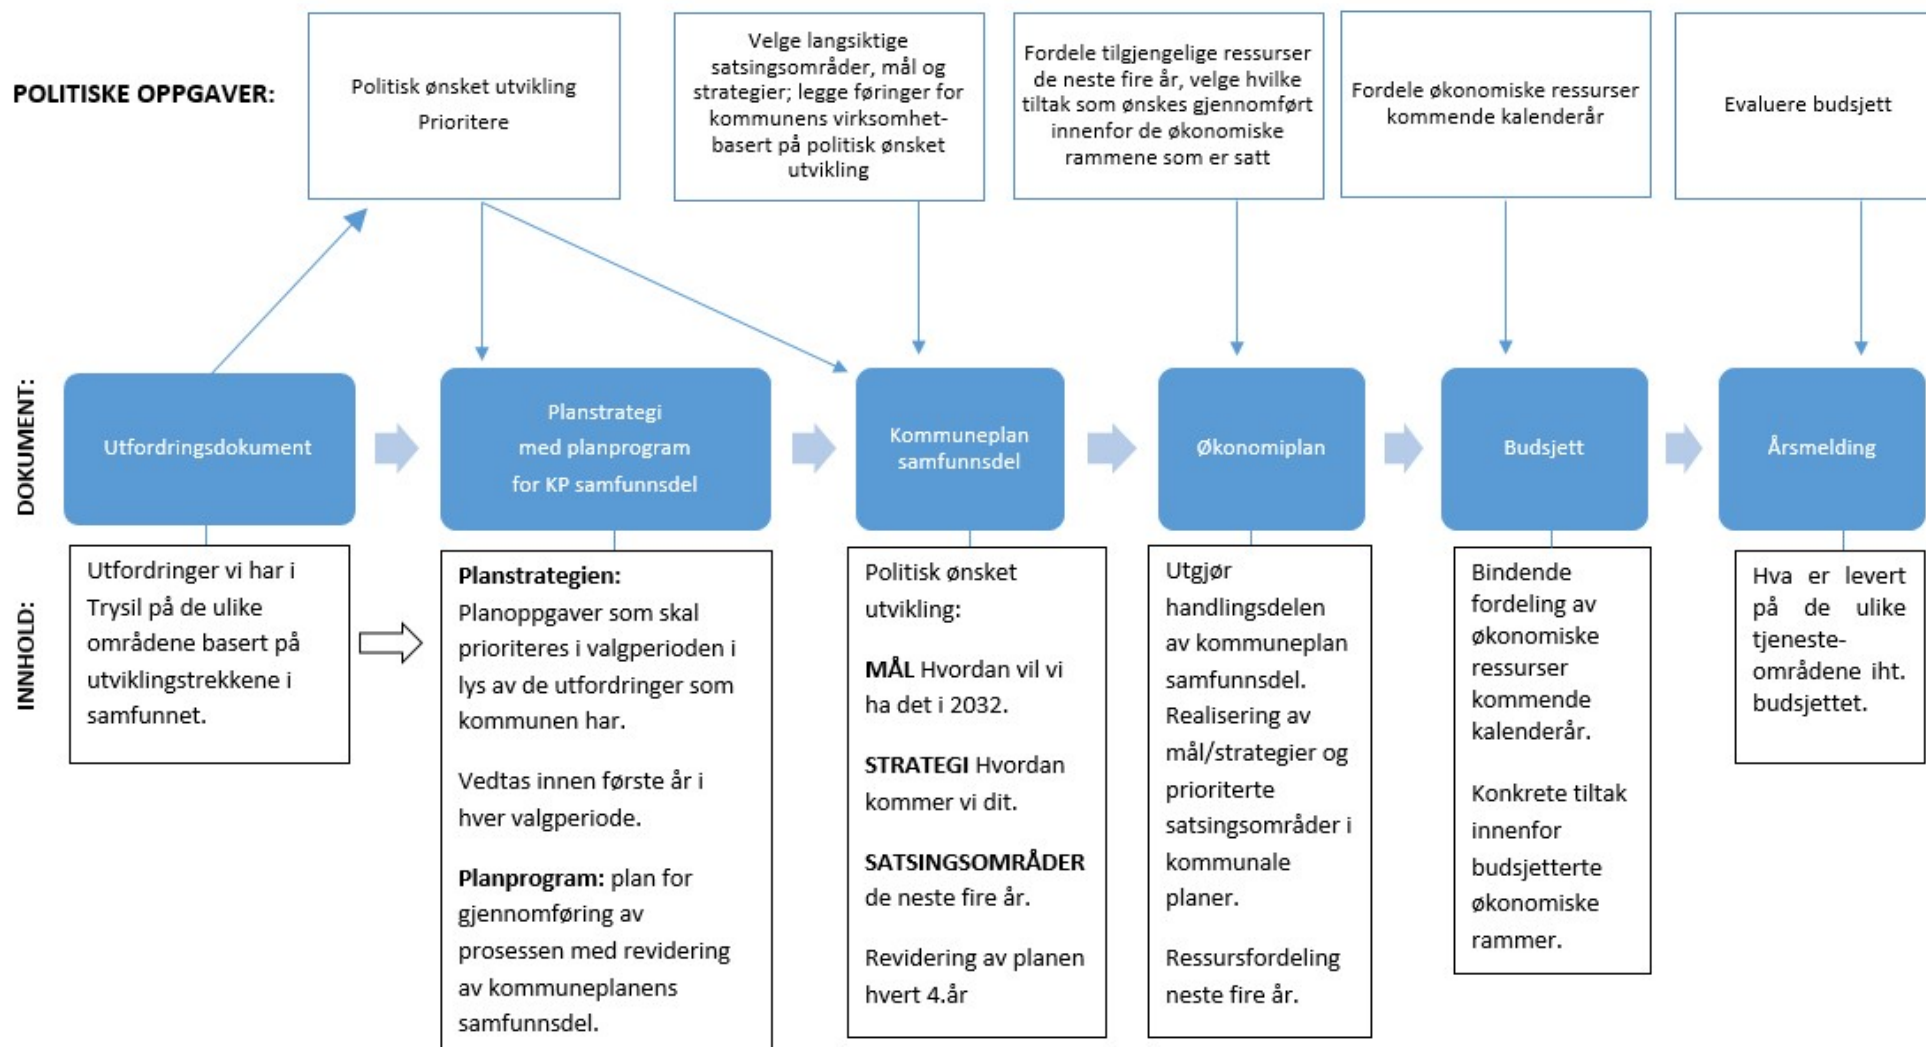 POLITISKE OPPGAVER:
Politisk ønsket utvikling
Prioritere
Velge langsiktige
satsingsområder, mål og
strategier; legge føringer for
kommunens virksomhet-
basert på politisk ønsket
utvikling
Fordele tilgjengelige ressurser
de neste fire år, velge hvilke
tiltak som ønskes gjennomført
innenfor de økonomiske
rammene som er satt
Fordele økonomiske ressurser
kommende kalenderår
Evaluere budsjett
DOKUMENT:
Utfordringsdokument
Planstrategi
med planprogram
for KP samfunnsdel
Kommuneplan
samfunnsdel
Økonomiplan
Budsjett
Årsmelding
INNHOLD:
Utfordringer vi har i
Trysil på de ulike
områdene basert på
utviklingstrekkene i
samfunnet.
Planstrategien:
Planoppgaver som skal
prioriteres i valgperioden i
lys av de utfordringer som
kommunen har.
Vedtas innen første år i
hver valgperiode.
Planprogram: plan for
gjennomføring av
prosessen med revidering
av kommuneplanens
samfunnsdel.
Politisk ønsket
utvikling:
MÅL Hvordan vil vi
ha det i 2032.
STRATEGI Hvordan
kommer vi dit.
SATSINGSOMRÅDER
de neste fire år.
Revidering av planen
hvert 4.år
Utgjør
handlingsdelen
av kommuneplan
samfunnsdel.
Realisering av
mål/strategier og
prioriterte
satsingsområder i
kommunale
planer.
Ressursfordeling
neste fire år.
Bindende
fordeling av
økonomiske
ressurser
kommende
kalenderår.
Konkrete tiltak
innenfor
budsjetterte
økonomiske
rammer.
Hva er levert
på de ulike
tjeneste-
områdene iht.
budsjettet.